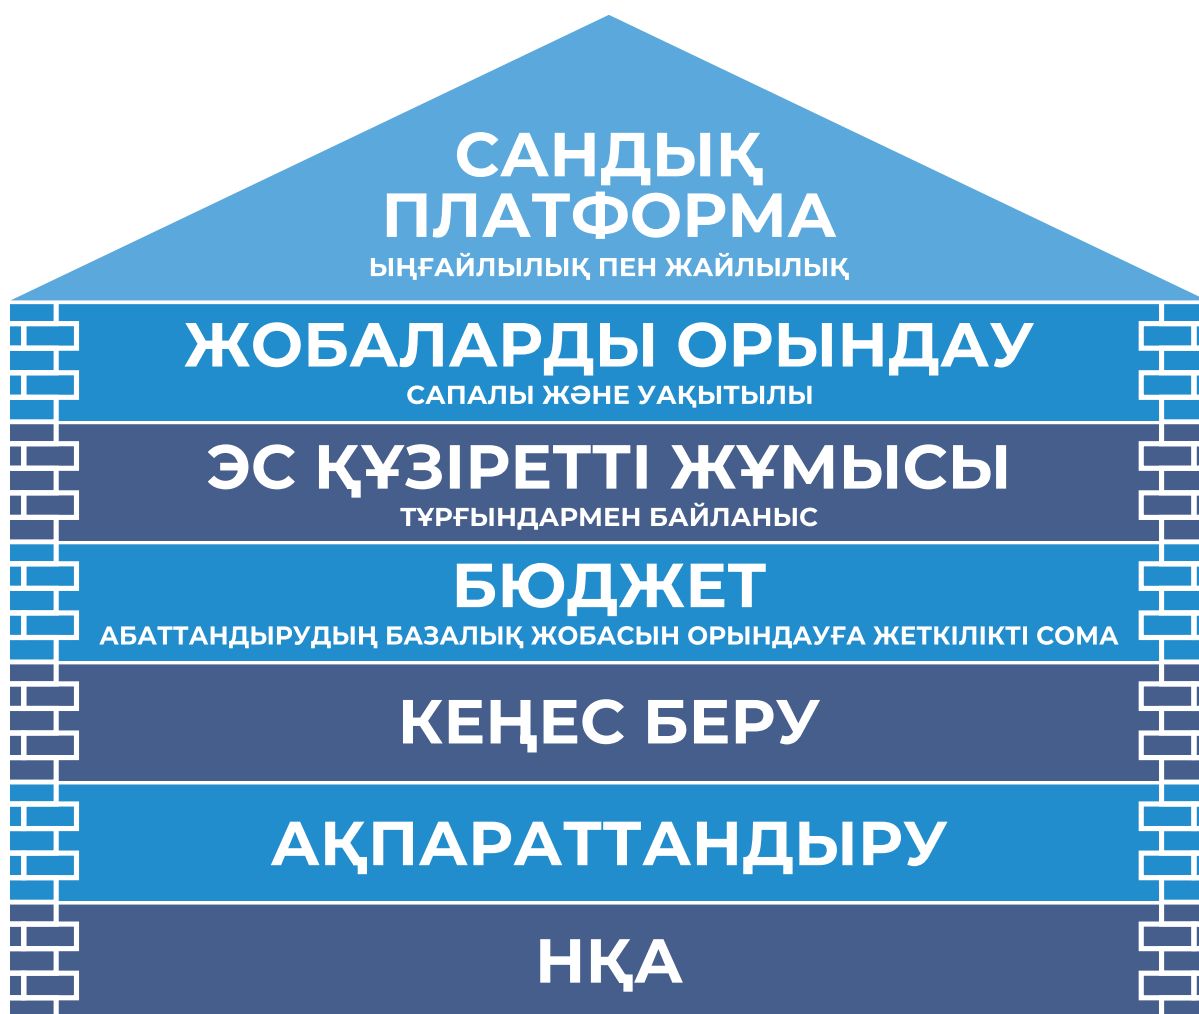 САНДЫҚ
ПЛАТФОРМА
ЫҢҒАЙЛЫЛЫҚ ПЕН ЖАЙЛЫЛЫҚ
ЖОБАЛАРДЫ ОРЫНДАУ
САПАЛЫ ЖӘНЕ УАҚЫТЫЛЫ
ЭС ҚҰЗІРЕТТІ ЖҰМЫСЫ
ТҰРҒЫНДАРМЕН БАЙЛАНЫС
БЮДЖЕТ
АБАТТАНДЫРУДЫҢ БАЗАЛЫҚ ЖОБАСЫН ОРЫНДАУҒА ЖЕТКІЛІКТІ СОМА
КЕҢЕС БЕРУ
АҚПАРАТТАНДЫРУ
НҚА